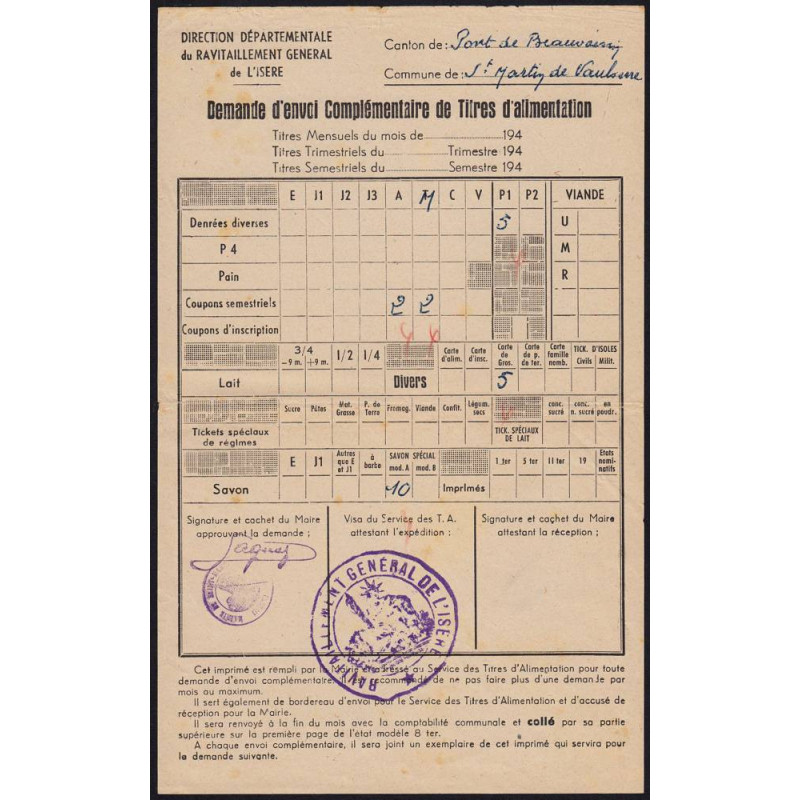 DIRECTION DÉPARTEMENTALE
du RAVITAILLEMENT GENERAL
de L'ISERE
Canton de : Pont de Beauvoisin
Commune de : St Martin de Vaulserre
Demande d'envoi Complémentaire de Titres d'alimentation
Titres Mensuels du mois de 194
Titres Trimestriels du Trimestre 194
Titres Semestriels du Semestre 194
E J1 J2 J3 A M C V P1 P2 VIANDE
Denrées diverses 5 U
P 4 M
Pain R
Coupons semestriels 2 2
Coupons d'inscription
3/4 -9 m. +9 m. 1/2 1/4 Carte d'alim. Carte d'insc. Carte de Gros. Carte de p. de ter. Carte famille nomb. TICK. D'ISOLES Civils Milit.
Lait Divers 5
Sucre Pâtes Mat. Grasse P. de Terre Fromag. Viande Confit. Légum. secs conc. sucré conc. n. sucré en poudr.
Tickets spéciaux de régimes TICK. SPÉCIAUX DE LAIT
E J1 Autres que E et J1 à barbe SAVON SPÉCIAL mod. A mod. B 1 ter 5 ter 11 ter 19 Etats nominatifs
Savon 10 Imprimés
Signature et cachet du Maire
approuvant la demande ;
Visa du Service des T. A.
attestant l'expédition ;
Signature et cachet du Maire
attestant la réception ;
RAVITAILLEMENT GÉNÉRAL DE L'ISÈRE
Cet imprimé est rempli par la Mairie et adressé au Service des Titres d'Alimentation pour toute
demande d'envoi complémentaire. Il est recommandé de ne pas faire plus d'une demande par
mois au maximum.
Il sert également de bordereau d'envoi pour le Service des Titres d'Alimentation et d'accusé de
réception pour la Mairie.
Il sera renvoyé à la fin du mois avec la comptabilité communale et collé par sa partie
supérieure sur la première page de l'état modèle 8 ter.
A chaque envoi complémentaire, il sera joint un exemplaire de cet imprimé qui servira pour
la demande suivante.